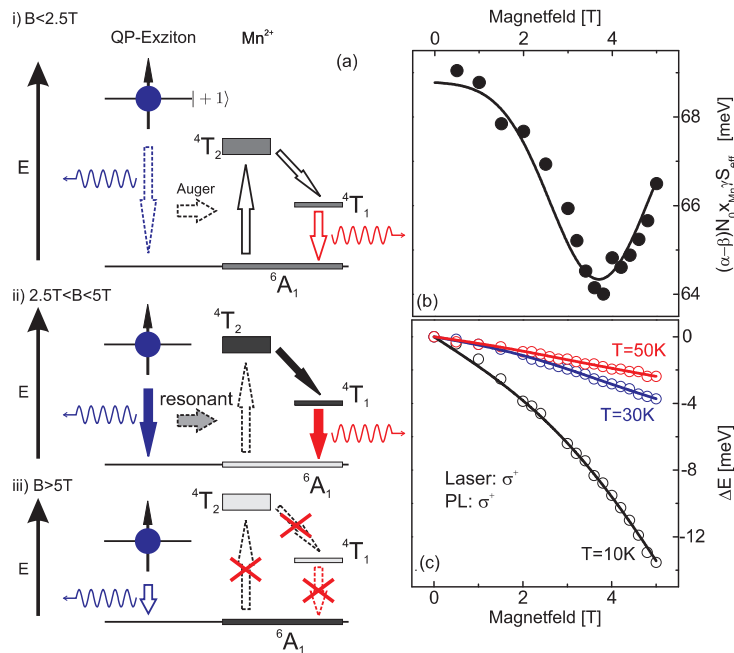 i) B<2.5T
QP-Exziton
Mn²⁺
(a)
|+1⟩
E
⁴T₂
Auger
⁴T₁
⁶A₁
ii) 2.5T<B<5T
⁴T₂
E
resonant
⁴T₁
⁶A₁
iii) B>5T
⁴T₂
⁴T₁
E
⁶A₁
Magnetfeld [T]
0 2 4
68
66
64
(α-β)N₀x_Mn γS_eff [meV]
(b)
0
-4
-8
-12
ΔE [meV]
T=50K
T=30K
Laser: σ⁺
PL: σ⁺
T=10K
(c)
0 2 4
Magnetfeld [T]